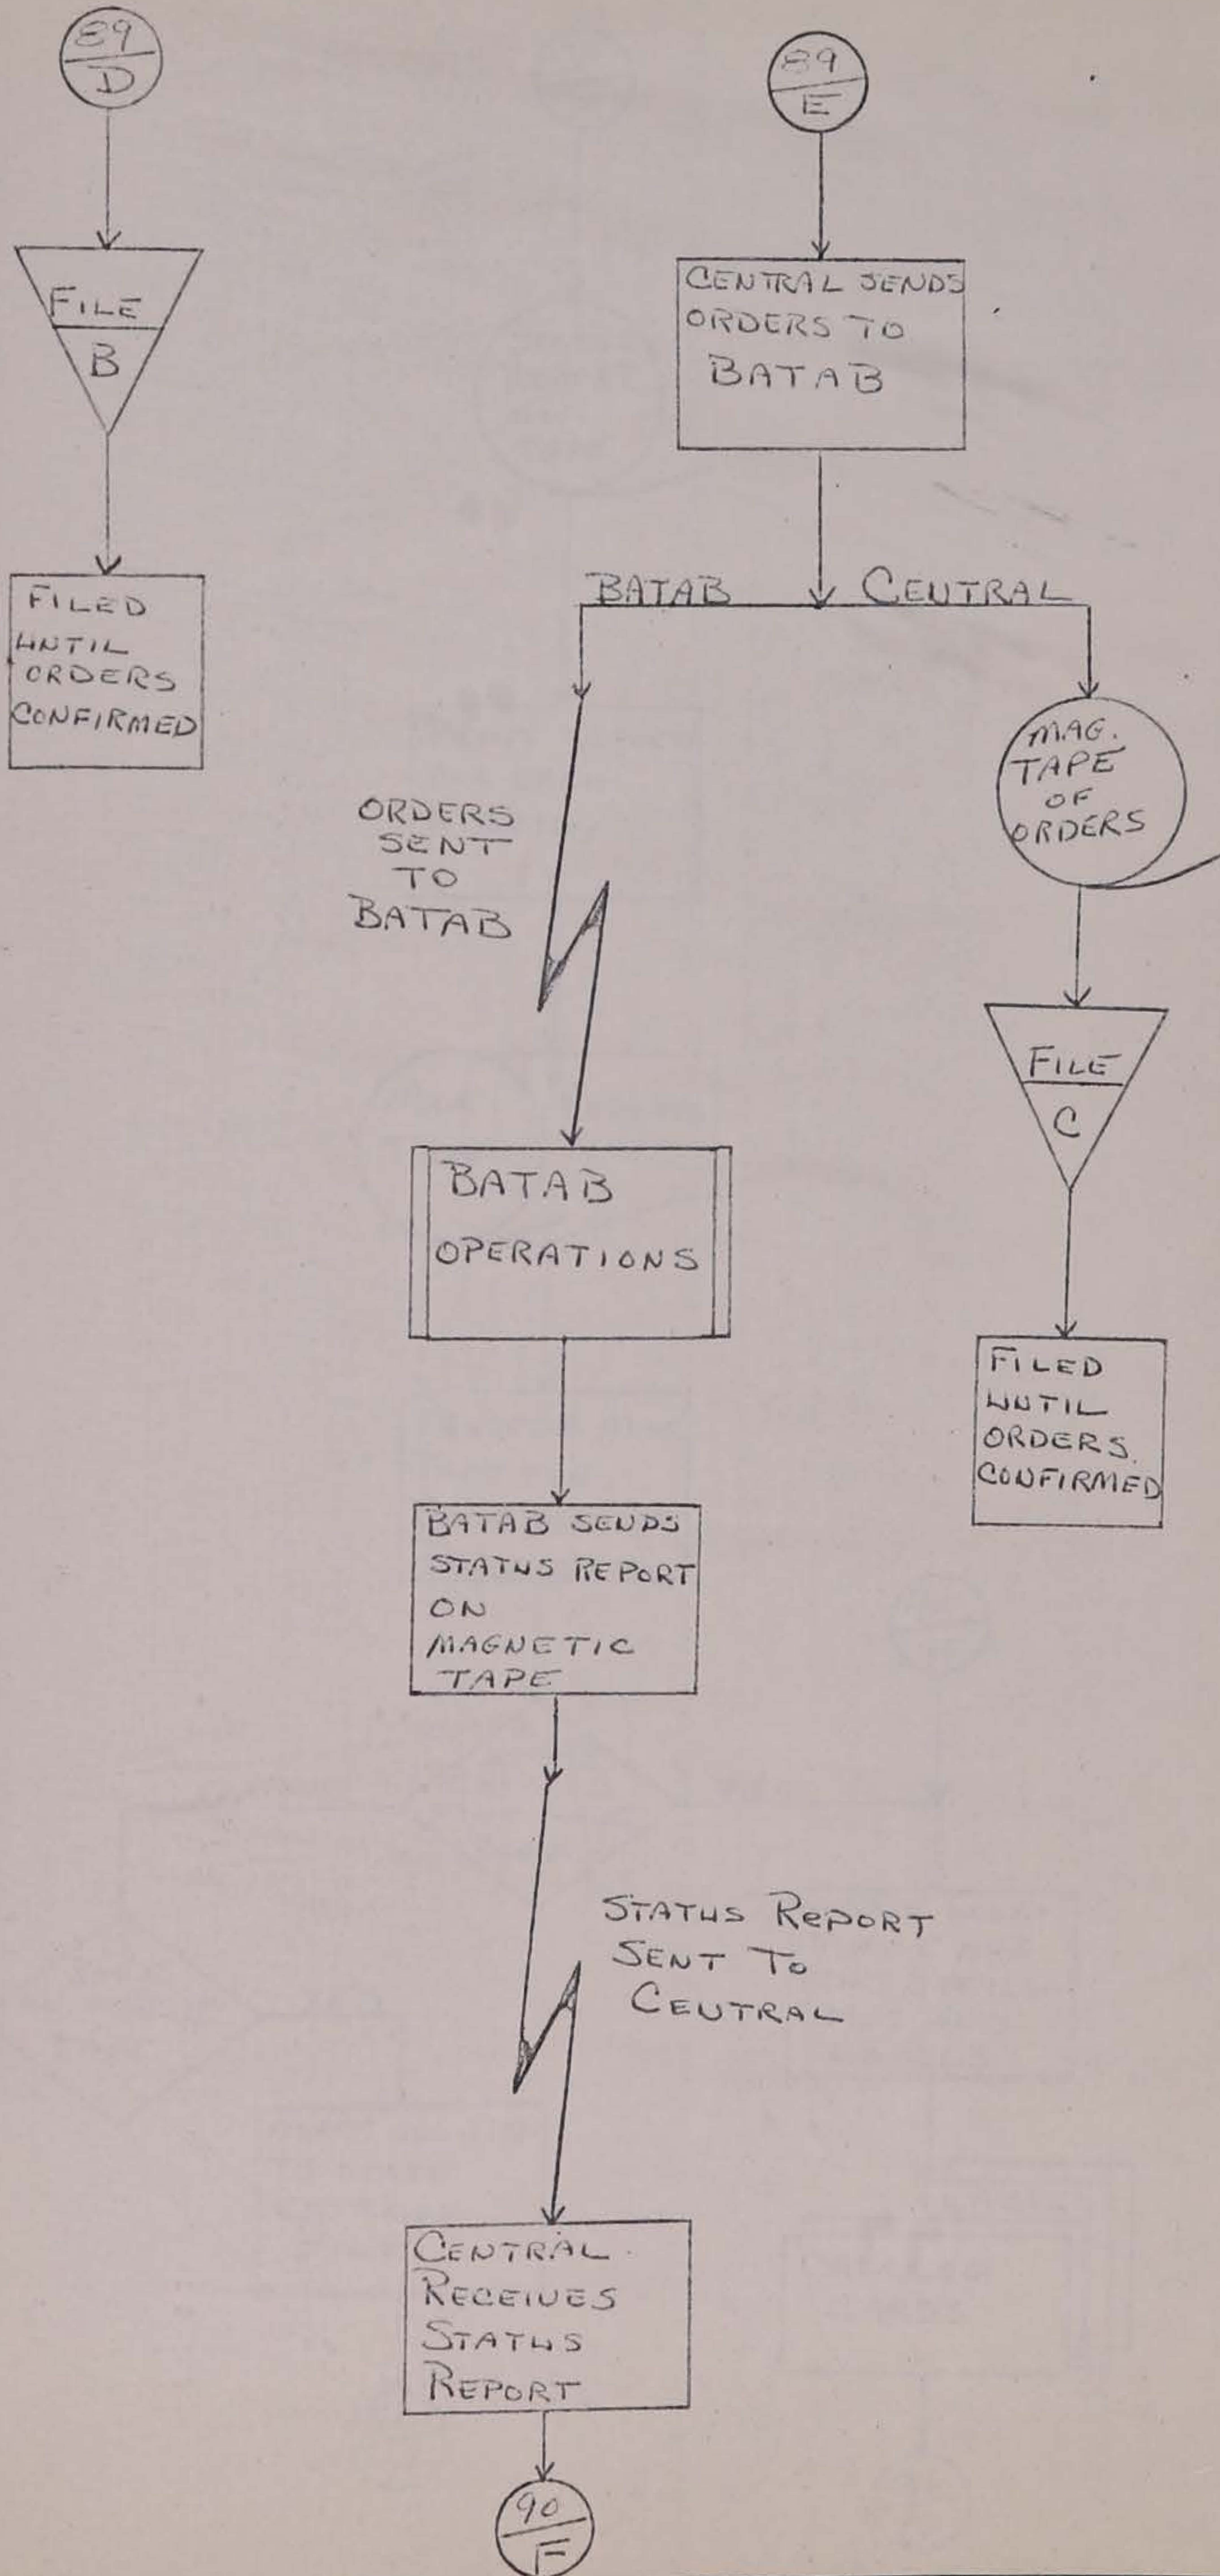 89
D
FILE
B
FILED
UNTIL
ORDERS
CONFIRMED
89
E
CENTRAL SENDS
ORDERS TO
BATAB
BATAB
CENTRAL
ORDERS
SENT
TO
BATAB
MAG.
TAPE
OF
ORDERS
FILE
C
FILED
UNTIL
ORDERS
CONFIRMED
BATAB
OPERATIONS
BATAB SENDS
STATUS REPORT
ON
MAGNETIC
TAPE
STATUS REPORT
SENT TO
CENTRAL
CENTRAL
RECEIVES
STATUS
REPORT
90
F